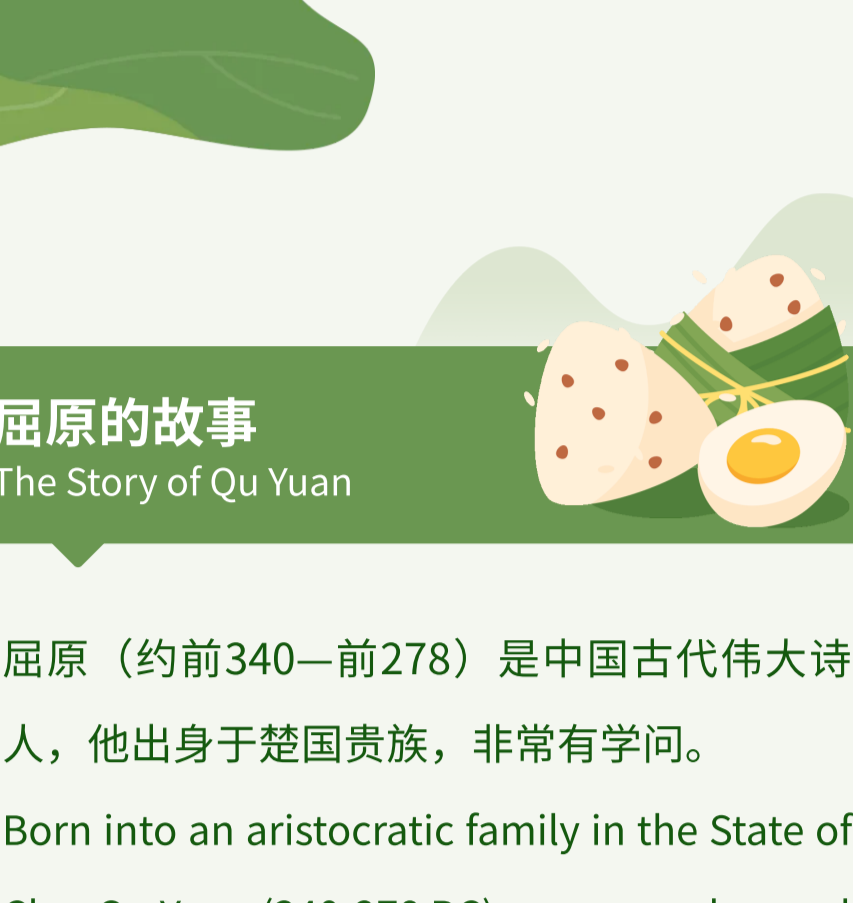 屈原的故事
The Story of Qu Yuan
屈原（约前340—前278）是中国古代伟大诗
人，他出身于楚国贵族，非常有学问。
Born into an aristocratic family in the State of